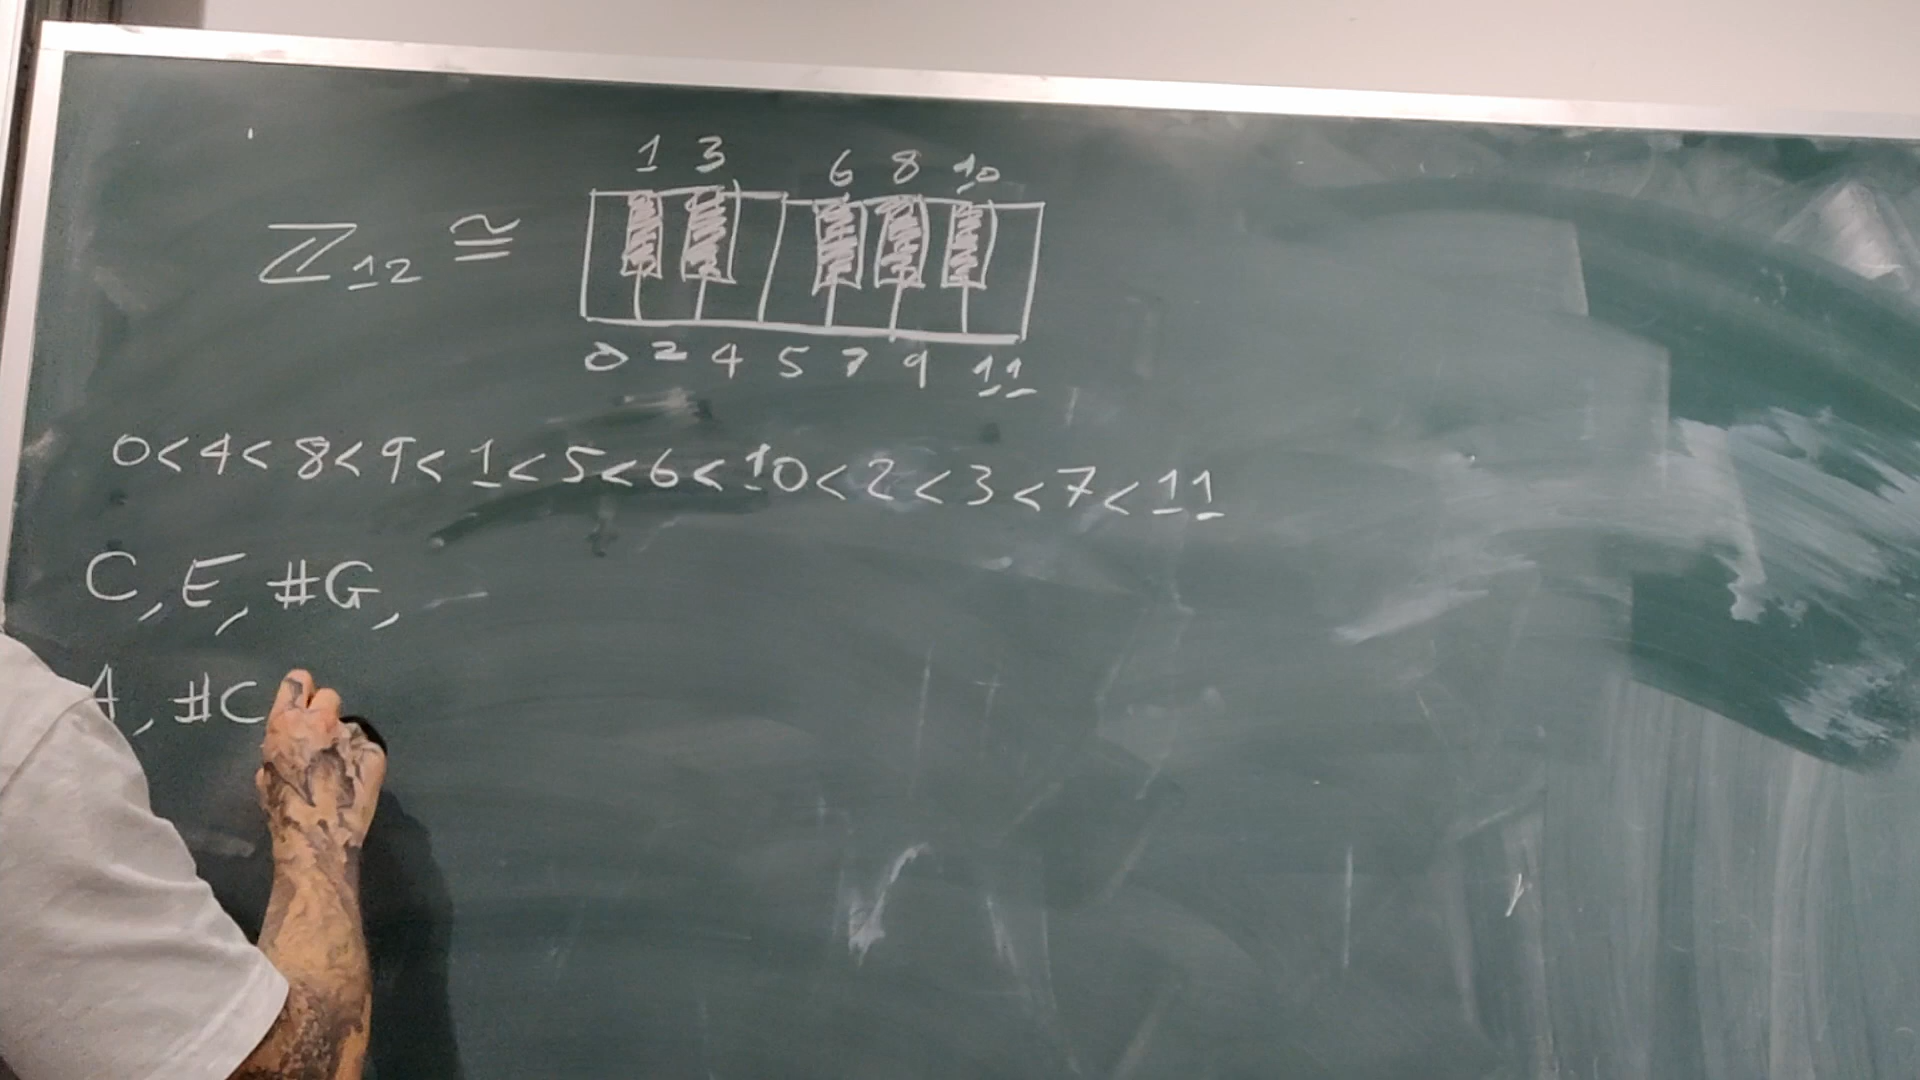 1 3 6 8 10
ℤ₁₂ ≅
0 2 4 5 7 9 11
0<4<8<9<1<5<6<10<2<3<7<11
C, E, #G,
A, #C